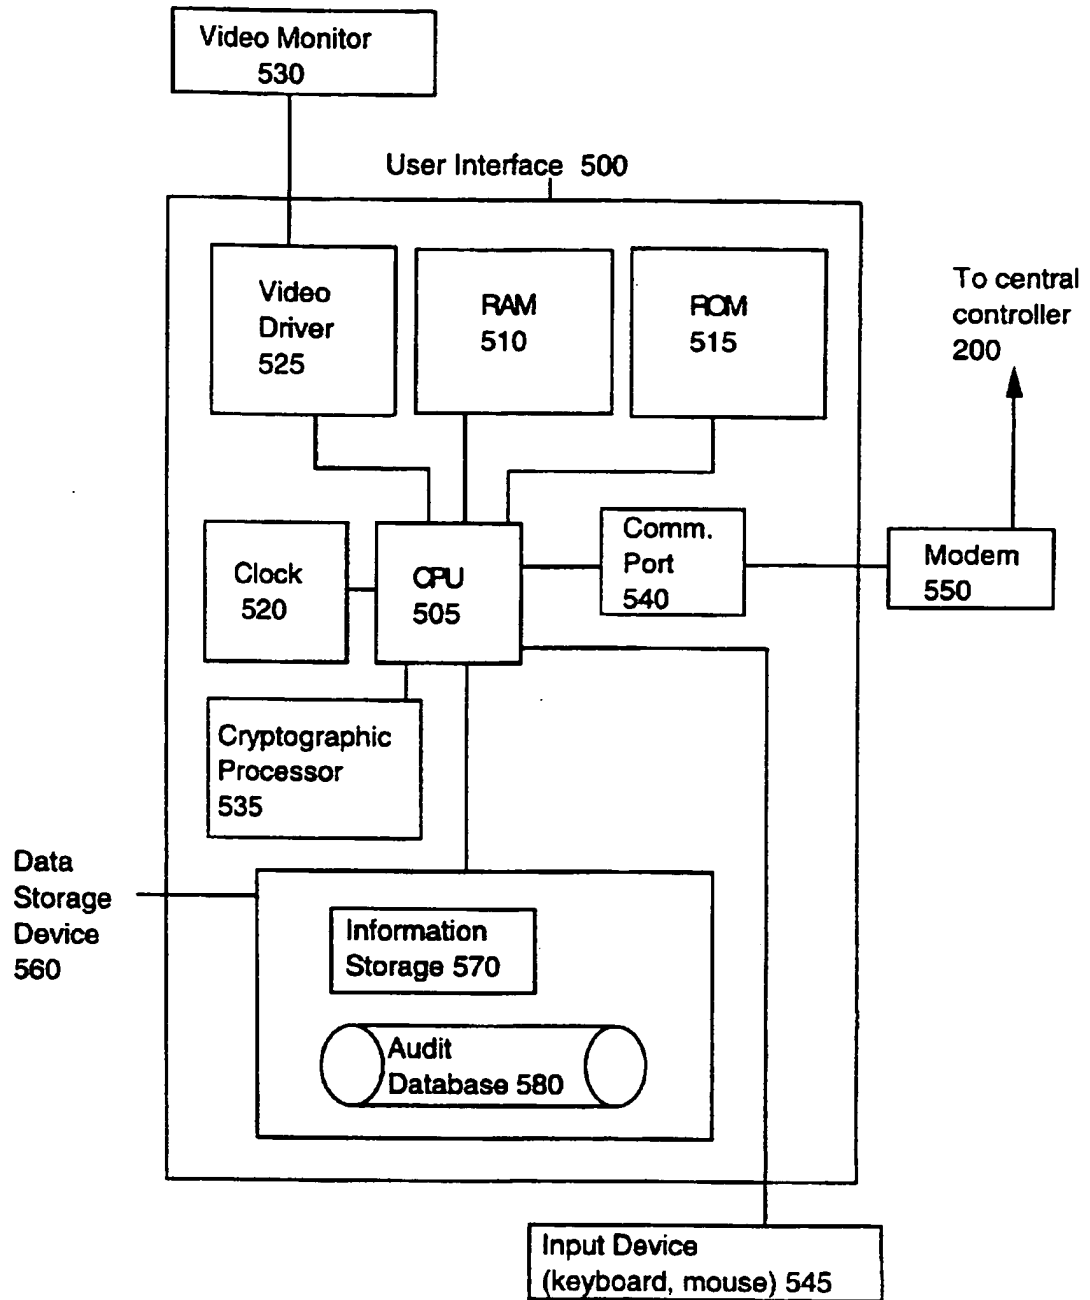 Video Monitor
530
User Interface 500
Video
Driver
525
RAM
510
ROM
515
To central
controller
200
Clock
520
CPU
505
Comm.
Port
540
Modem
550
Cryptographic
Processor
535
Data
Storage
Device
560
Information
Storage 570
Audit
Database 580
Input Device
(keyboard, mouse) 545